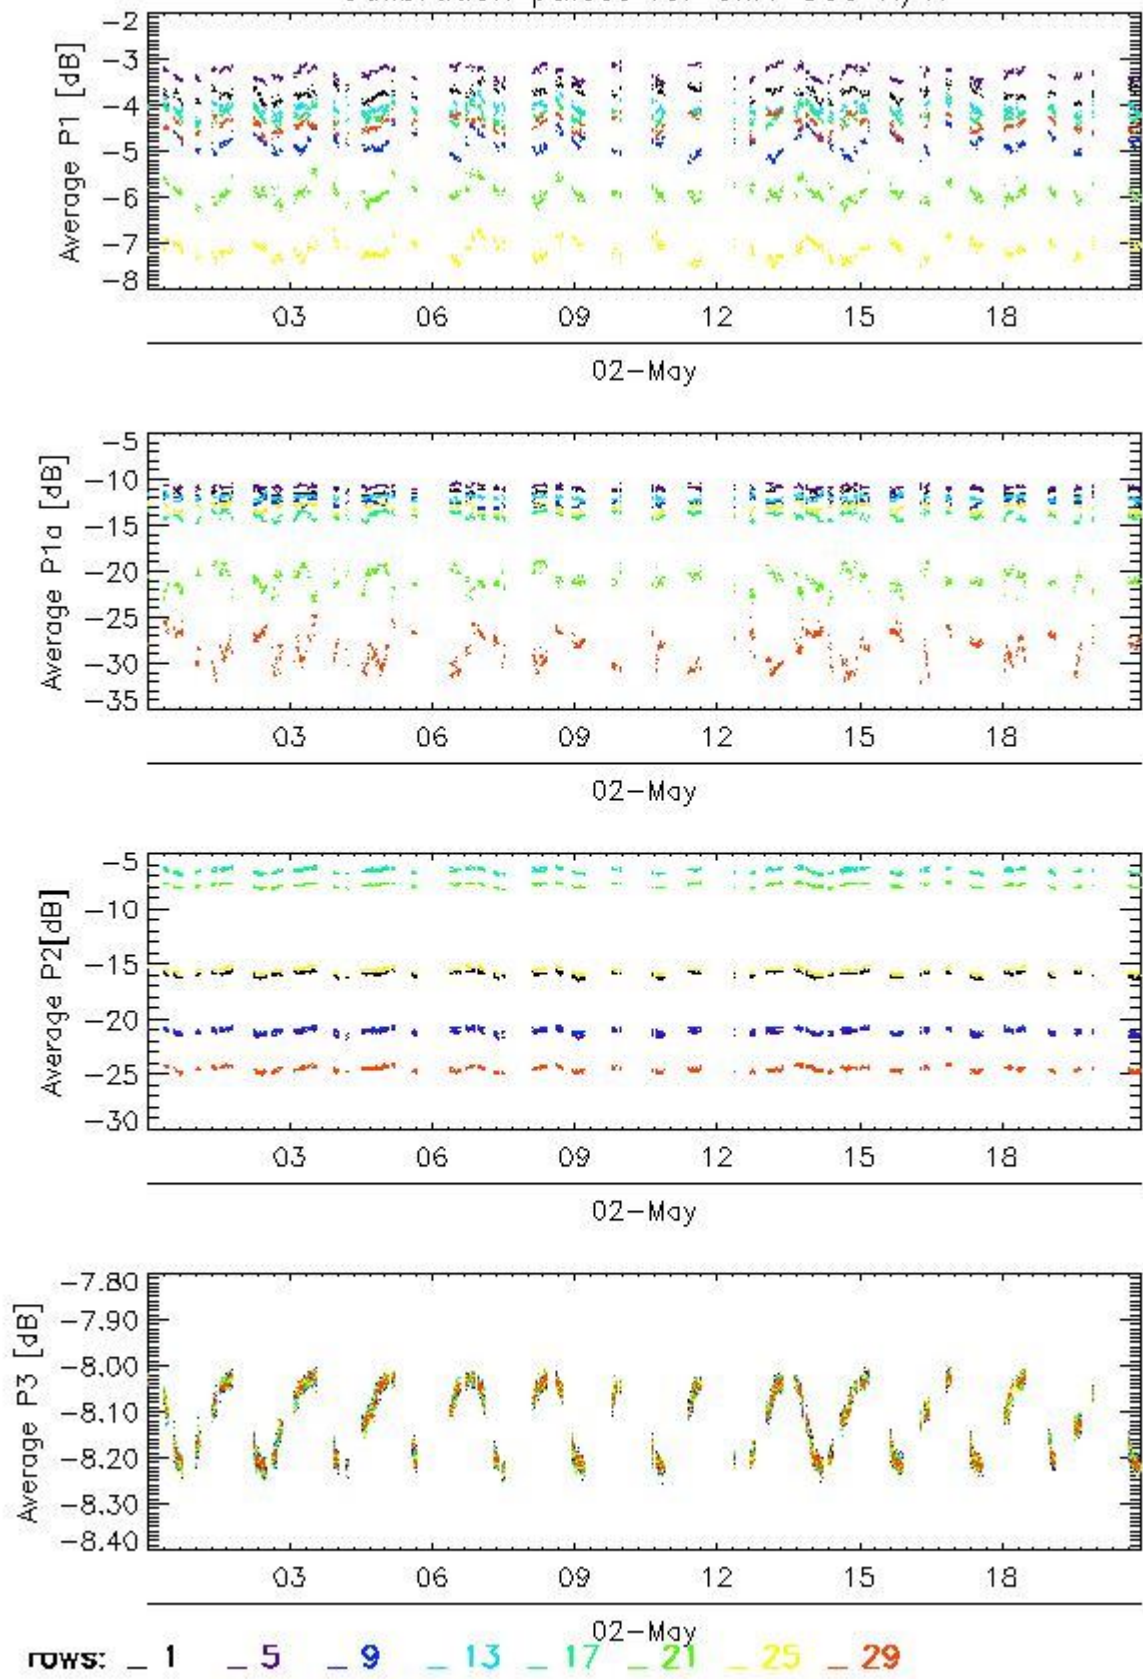 -2
-3
-4
-5
-6
-7
-8
Average P1 [dB]
03 06 09 12 15 18
02-May
-5
-10
-15
-20
-25
-30
-35
Average P1a [dB]
03 06 09 12 15 18
02-May
-5
-10
-15
-20
-25
-30
Average P2[dB]
03 06 09 12 15 18
02-May
-7.80
-7.90
-8.00
-8.10
-8.20
-8.30
-8.40
Average P3 [dB]
03 06 09 12 15 18
02-May
rows: _ 1 _ 5 _ 9 _ 13 _ 17 _ 21 _ 25 _ 29